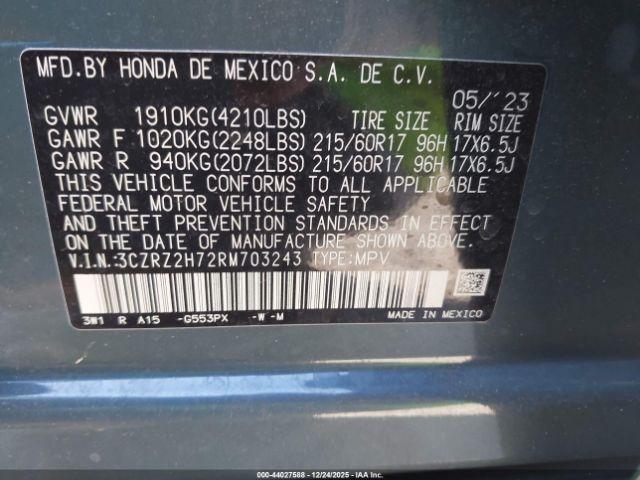 MFD.BY HONDA DE MEXICO S.A. DE C.V.
05/'23
GVWR 1910KG(4210LBS) TIRE SIZE RIM SIZE
GAWR F 1020KG(2248LBS) 215/60R17 96H 17X6.5J
GAWR R 940KG(2072LBS) 215/60R17 96H 17X6.5J
THIS VEHICLE CONFORMS TO ALL APPLICABLE
FEDERAL MOTOR VEHICLE SAFETY
AND THEFT PREVENTION STANDARDS IN EFFECT ON
THE DATE OF MANUFACTURE SHOWN ABOVE.
V.I.N.:3CZRZ2H72RM703243 TYPE:MPV
3W1 R A15 -G553PX -W -M MADE IN MEXICO
000-44027588 - 12/24/2025 - IAA, Inc.